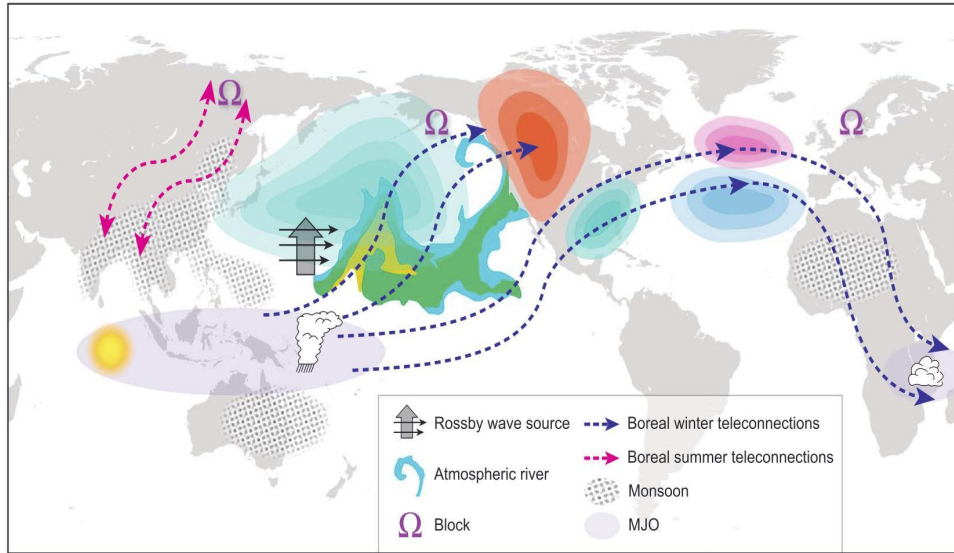 Ω
Ω
Ω
Rossby wave source
Atmospheric river
Ω Block
Boreal winter teleconnections
Boreal summer teleconnections
Monsoon
MJO